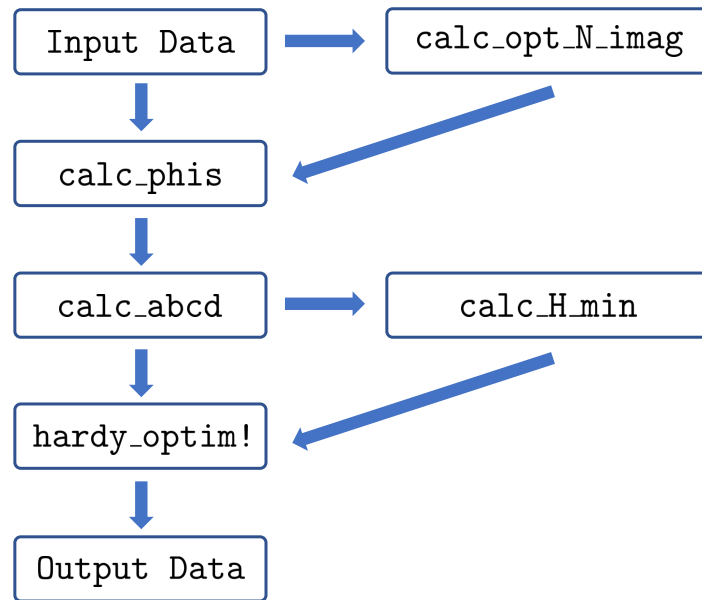 Input Data
calc_opt_N_imag
calc_phis
calc_abcd
calc_H_min
hardy_optim!
Output Data